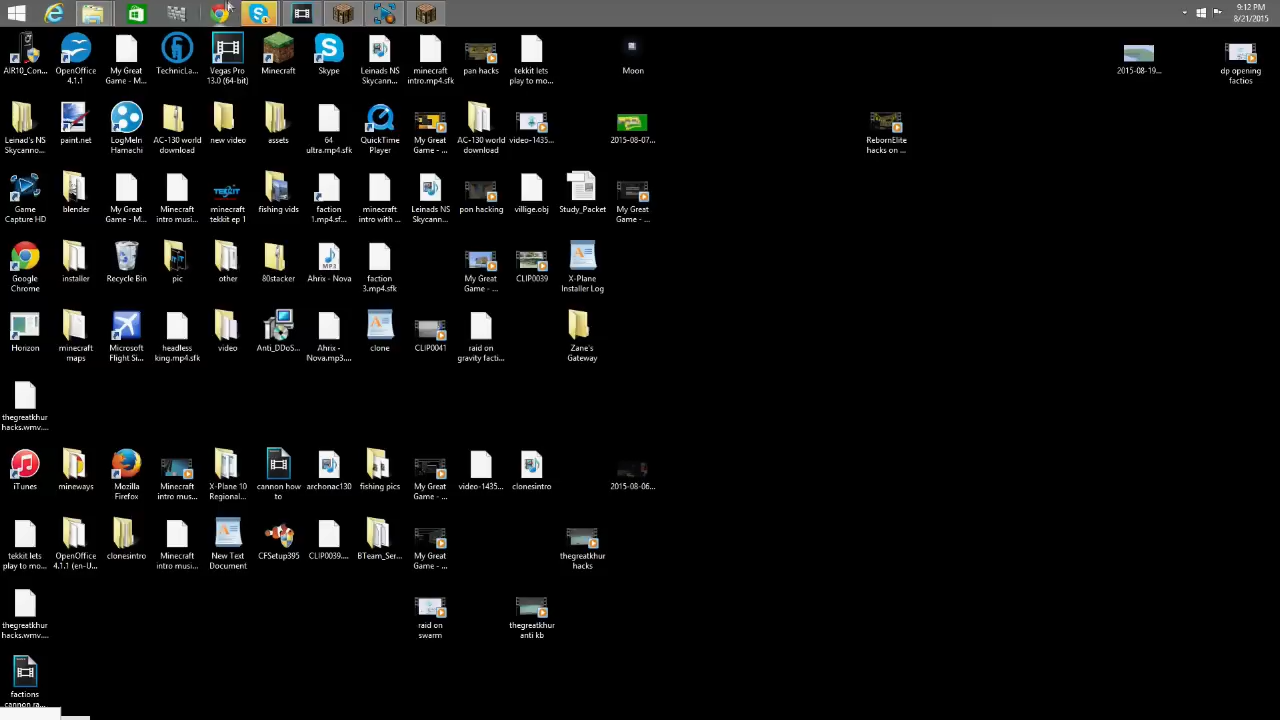 9:12 PM
8/21/2015
AIR10_Con...
OpenOffice
4.1.1
My Great
Game - M...
TechnicLa...
Vegas Pro
13.0 (64-bit)
Minecraft
Skype
Leinads NS
Skycann...
minecraft
intro.mp4.sfk
pan hacks
tekkit lets
play to mo...
Moon
2015-08-19...
dp opening
factios
Leinad's NS
Skycanno...
paint.net
LogMeIn
Hamachi
AC-130 world
download
new video
assets
64
ultra.mp4.sfk
QuickTime
Player
My Great
Game - ...
AC-130 world
download
video-1435...
2015-08-07...
RebornElite
hacks on ...
Game
Capture HD
blender
My Great
Game - M...
Minecraft
intro musi...
minecraft
tekkit ep 1
fishing vids
faction
1.mp4.sf...
minecraft
intro with ...
Leinads NS
Skycann...
pon hacking
villige.obj
Study_Packet
My Great
Game - ...
Google
Chrome
installer
Recycle Bin
pic
other
80stacker
Ahrix - Nova
faction
3.mp4.sfk
My Great
Game - ...
CLIP0039
X-Plane
Installer Log
Horizon
minecraft
maps
Microsoft
Flight Si...
headless
king.mp4.sfk
video
Anti_DDoS...
Ahrix -
Nova.mp3....
clone
CLIP0041
raid on
gravity facti...
Zane's
Gateway
thegreatkhur
hacks.wmv....
iTunes
mineways
Mozilla
Firefox
Minecraft
intro mus...
X-Plane 10
Regional...
cannon how
to
archonac130
fishing pics
My Great
Game - ...
video-1435...
clonesintro
2015-08-06...
tekkit lets
play to mo...
OpenOffice
4.1.1 (en-U...
clonesintro
Minecraft
intro musi...
New Text
Document
CFSetup395
CLIP0039....
BTeam_Ser...
My Great
Game - ...
thegreatkhur
hacks
thegreatkhur
hacks.wmv....
raid on
swarm
thegreatkhur
anti kb
factions
cannon ra...